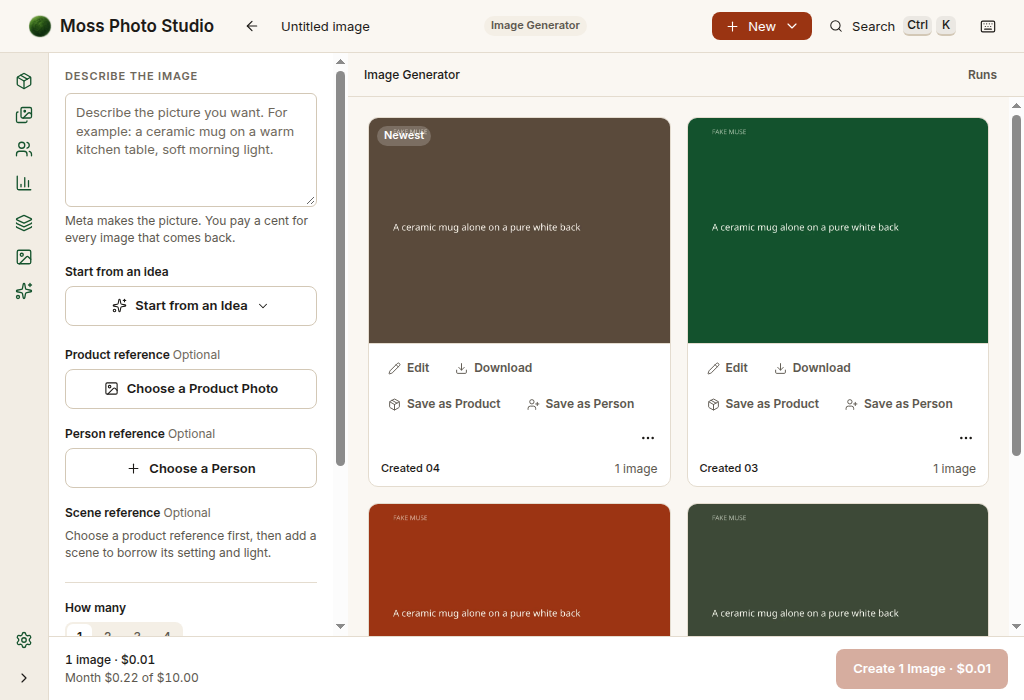 Moss Photo Studio
Untitled image
Image Generator
New
Search
Ctrl
K
DESCRIBE THE IMAGE
Describe the picture you want. For
example: a ceramic mug on a warm
kitchen table, soft morning light.
Meta makes the picture. You pay a cent for
every image that comes back.
Start from an idea
Start from an Idea
Product reference Optional
Choose a Product Photo
Person reference Optional
Choose a Person
Scene reference Optional
Choose a product reference first, then add a
scene to borrow its setting and light.
How many
1 2 3 4
Image Generator
Runs
Newest
FAKE MUSE
A ceramic mug alone on a pure white back
Edit
Download
Save as Product
Save as Person
Created 04
1 image
FAKE MUSE
A ceramic mug alone on a pure white back
Edit
Download
Save as Product
Save as Person
Created 03
1 image
FAKE MUSE
A ceramic mug alone on a pure white back
FAKE MUSE
A ceramic mug alone on a pure white back
1 image · $0.01
Month $0.22 of $10.00
Create 1 Image · $0.01